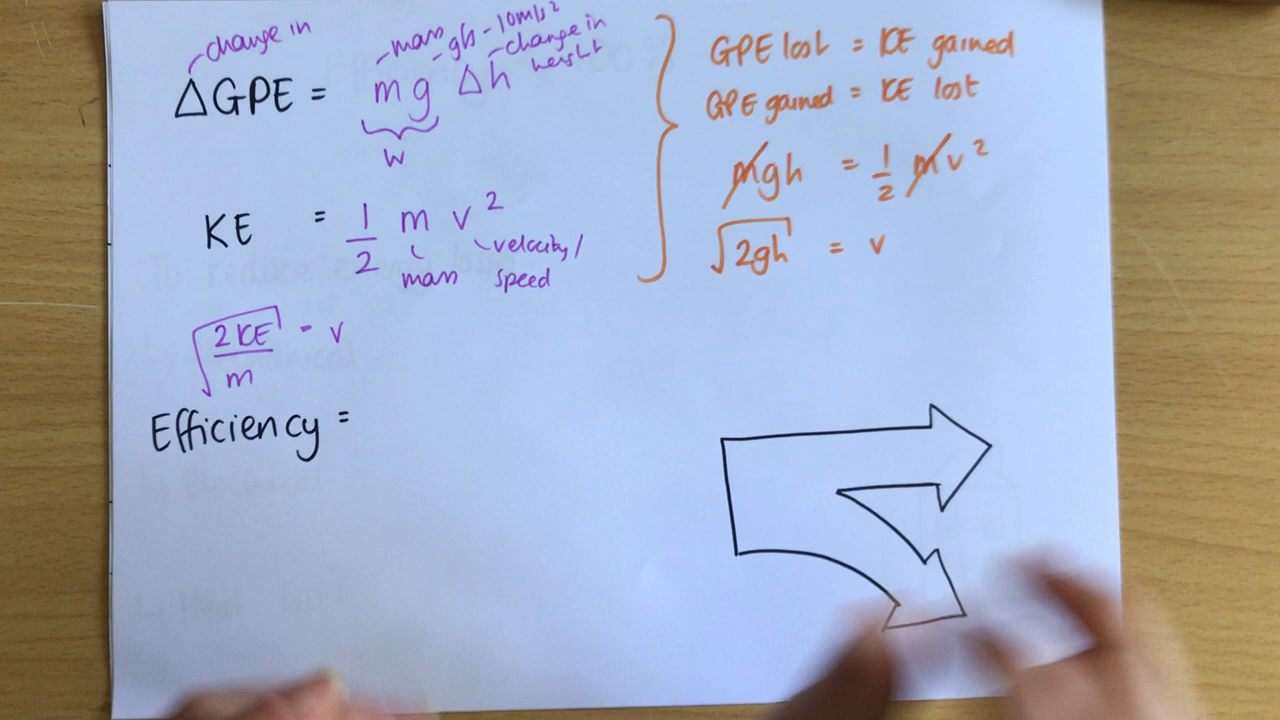 change in
mass gfs - 10m/s²
change in height
ΔGPE = mg Δh
w
KE = 1/2 m v²
mass
velocity/
speed
√(2KE/m) = v
Efficiency =
GPE lost = KE gained
GPE gained = KE lost
mgh = 1/2 mv²
√2gh = v